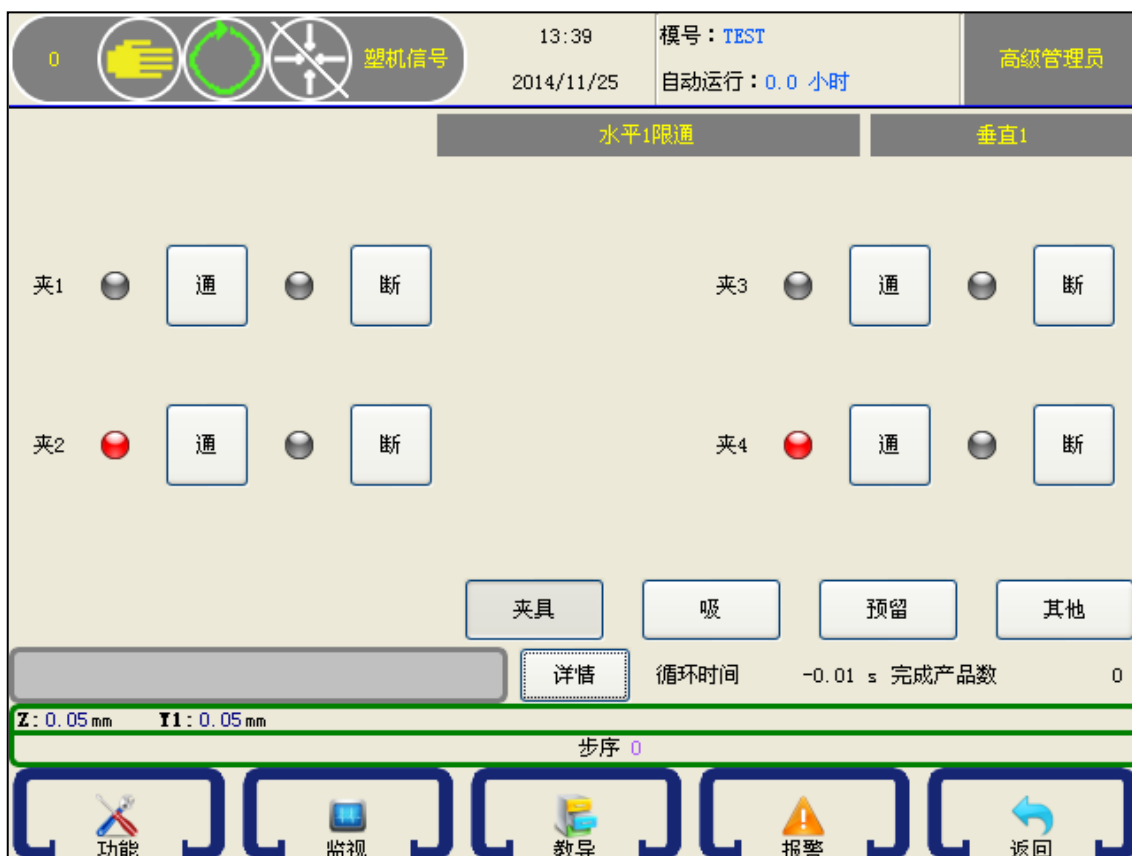 0 塑机信号 13:39 模号：TEST 高级管理员
2014/11/25 自动运行：0.0 小时
水平1限通 垂直1
夹1 通 断 夹3 通 断
夹2 通 断 夹4 通 断
夹具 吸 预留 其他
详情 循环时间 -0.01 s 完成产品数 0
Z:0.05mm Y1:0.05mm
步序 0
功能 监视 教导 报警 返回